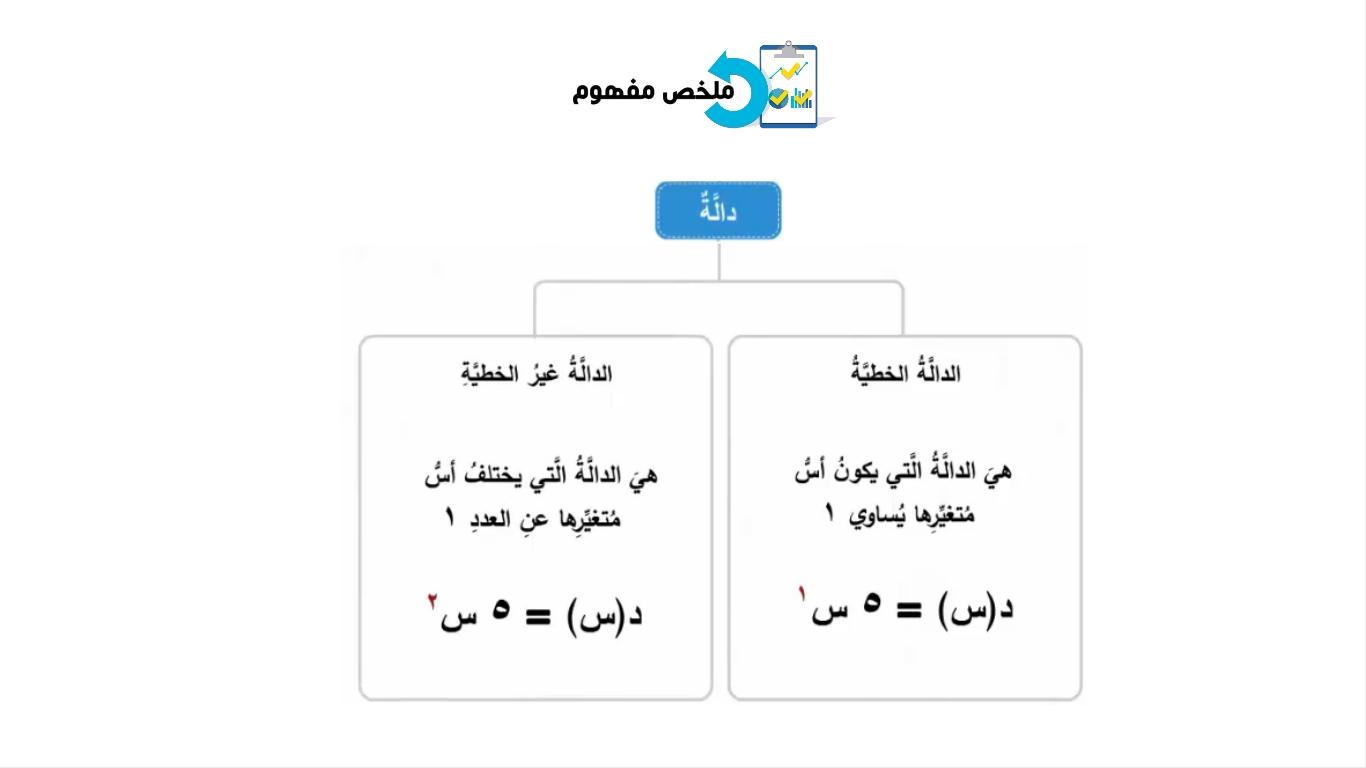 ملخص مفهوم
دالَّةٌ
الدالَّةُ الخطيَّةُ
هيَ الدالَّةُ الَّتي يكونُ أسُّ
مُتغيِّرِها يُساوي ١
د(س) = ٥ س١
الدالَّةُ غيرُ الخطيَّةِ
هيَ الدالَّةُ الَّتي يختلفُ أسُّ
مُتغيِّرِها عنِ العددِ ١
د(س) = ٥ س٢